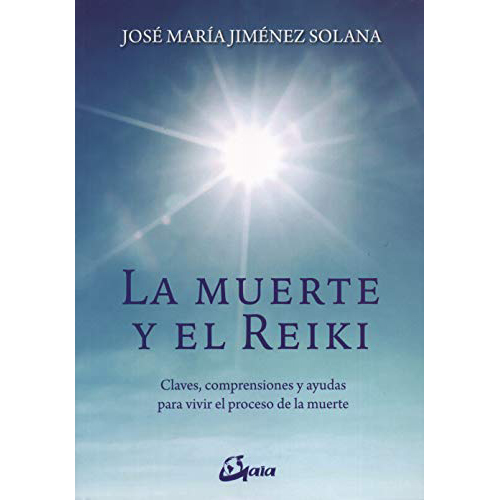 JOSÉ MARÍA JIMÉNEZ SOLANA
LA MUERTE
Y EL REIKI
Claves, comprensiones y ayudas
para vivir el proceso de la muerte
Gaia